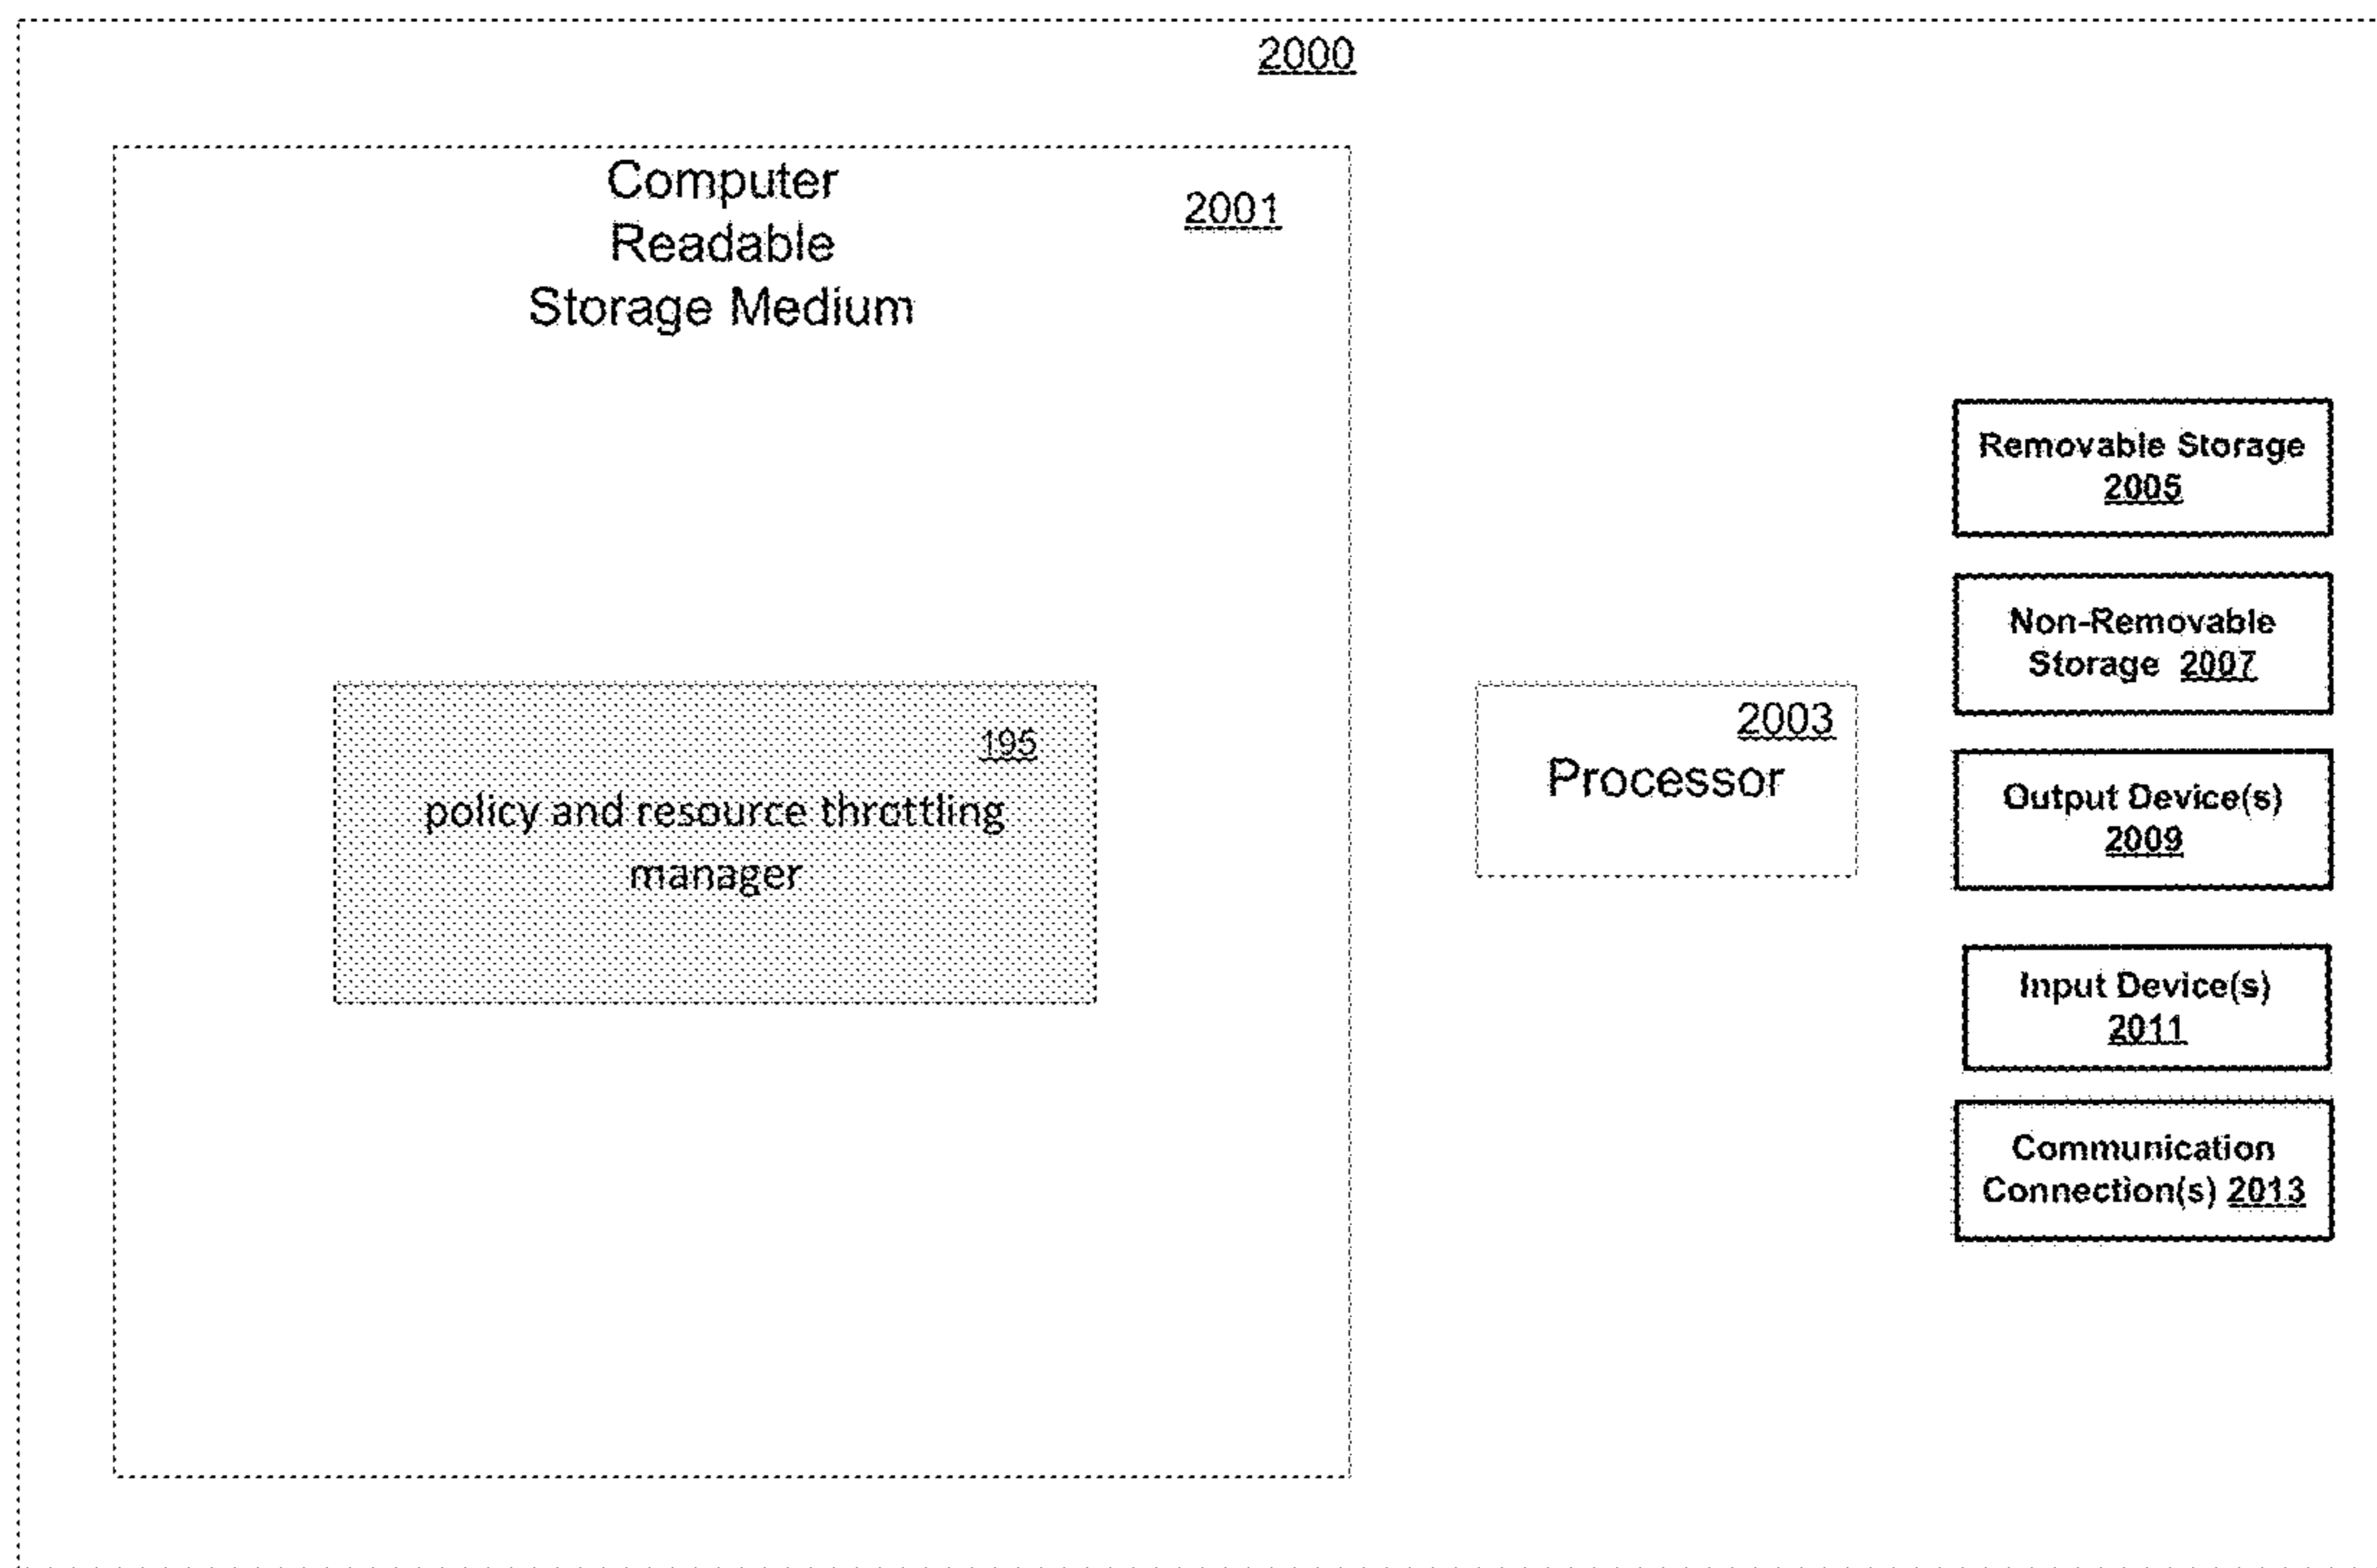 2000
Computer
Readable
Storage Medium
2001
195
policy and resource throttling
manager
2003
Processor
Removable Storage
2005
Non-Removable
Storage 2007
Output Device(s)
2009
Input Device(s)
2011
Communication
Connection(s) 2013